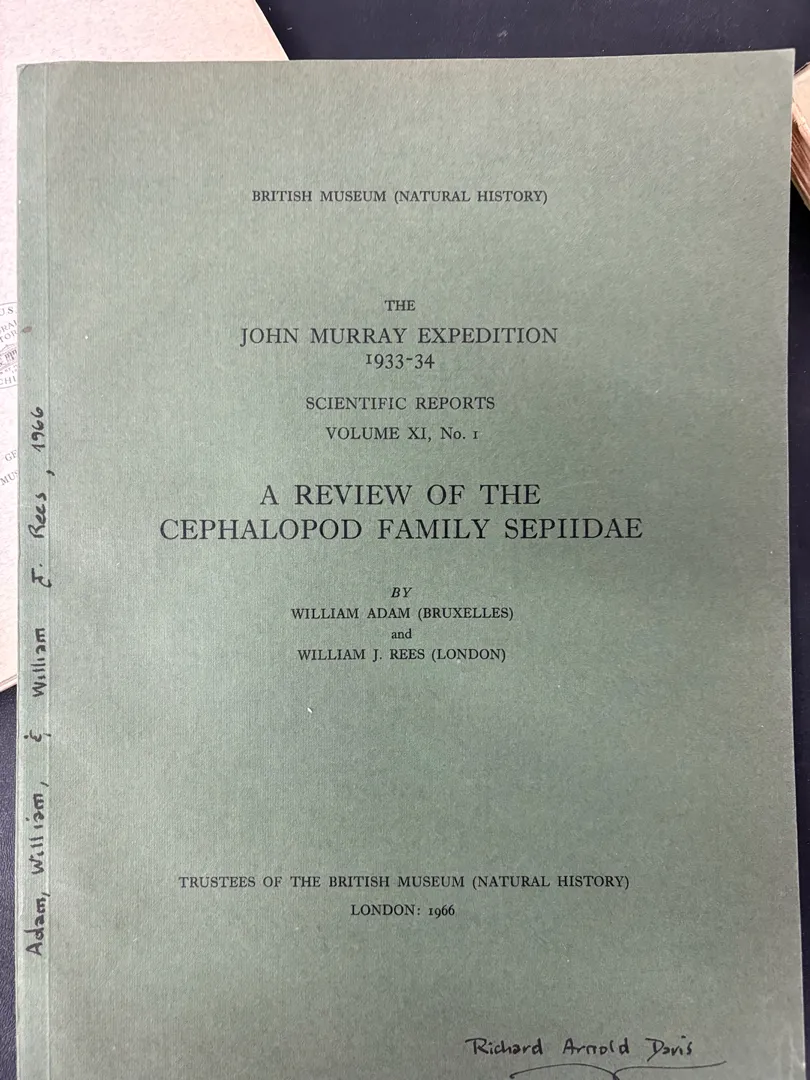 BRITISH MUSEUM (NATURAL HISTORY)
THE
JOHN MURRAY EXPEDITION
1933-34
SCIENTIFIC REPORTS
VOLUME XI, No. 1
A REVIEW OF THE
CEPHALOPOD FAMILY SEPIIDAE
BY
WILLIAM ADAM (BRUXELLES)
and
WILLIAM J. REES (LONDON)
TRUSTEES OF THE BRITISH MUSEUM (NATURAL HISTORY)
LONDON: 1966
Richard Arnold Davis
Adam, William, & William J. Rees, 1966